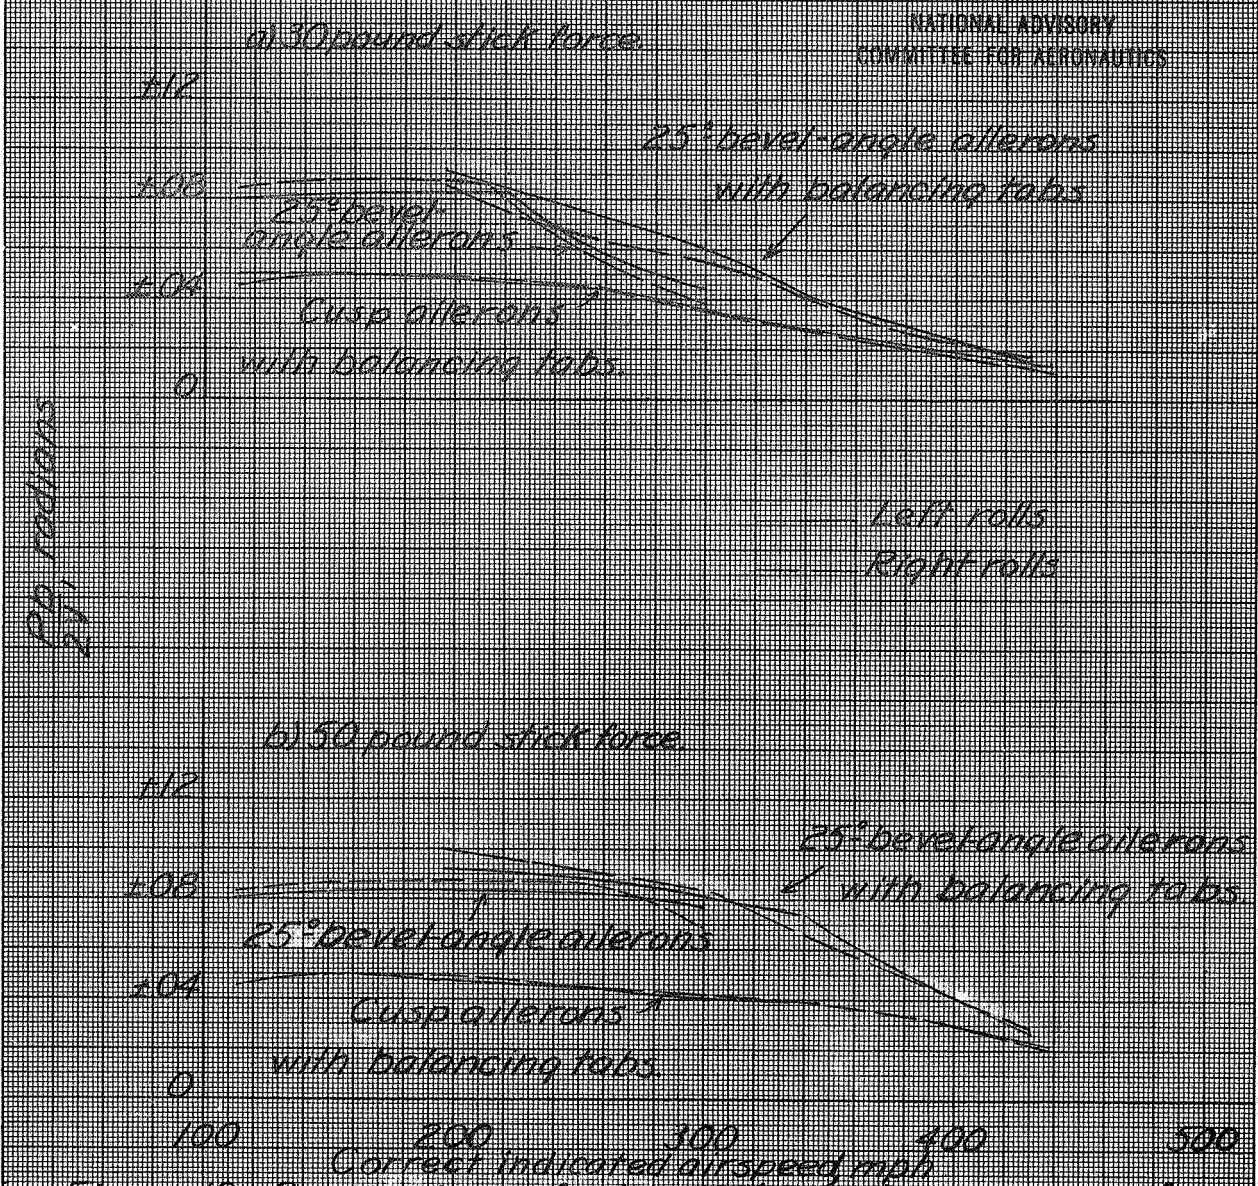 a) 30 pound stick force.
NATIONAL ADVISORY
COMMITTEE FOR AERONAUTICS
±.12
25° bevel-angle ailerons
with balancing tabs
±.08
25° bevel-
angle ailerons
±.04
Cusp ailerons
with balancing tabs.
0
pb/2V, radians
Left rolls
Right rolls
b) 50 pound stick force.
±.12
25° bevel-angle ailerons
with balancing tabs.
±.08
25° bevel-angle ailerons
±.04
Cusp ailerons
with balancing tabs.
0
100 200 300 400 500
Correct indicated airspeed, mph